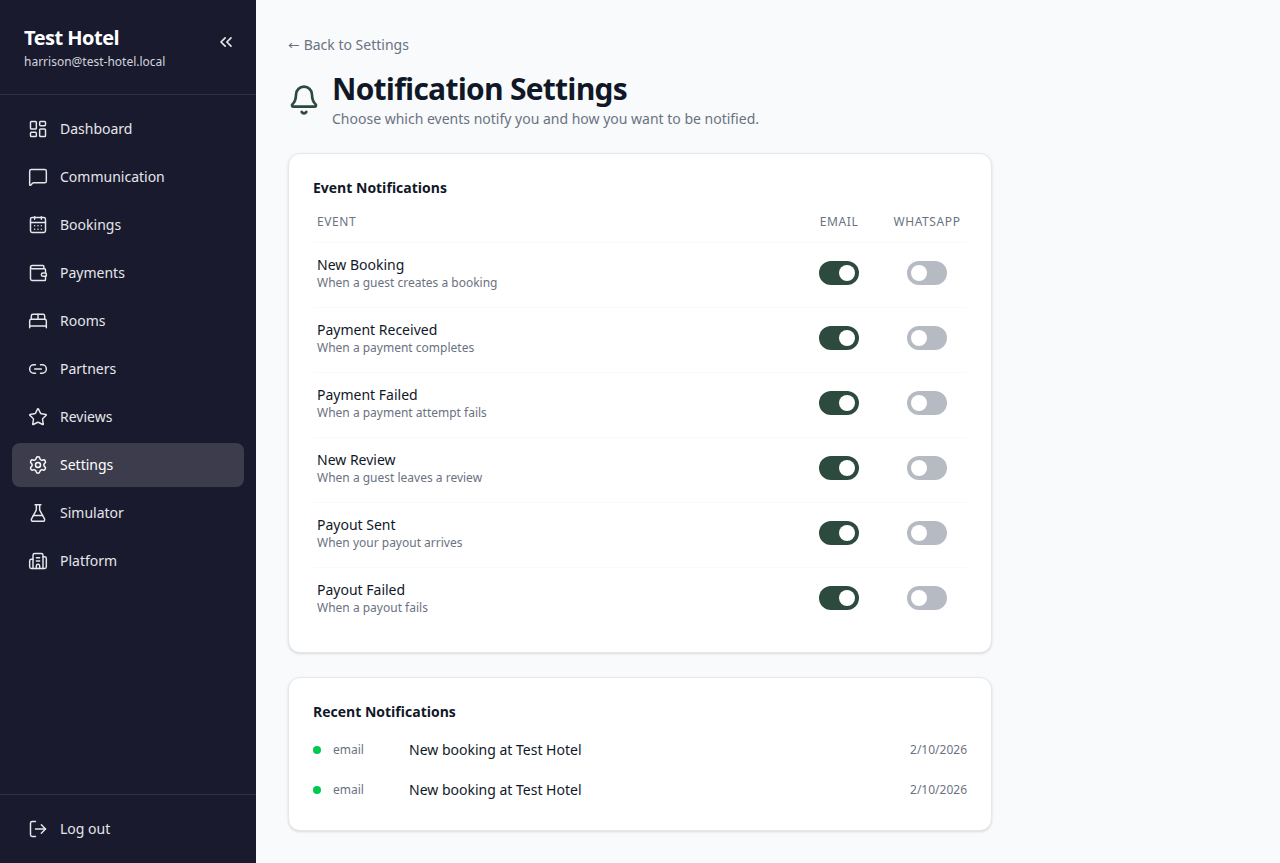 Test Hotel
harrison@test-hotel.local
Dashboard
Communication
Bookings
Payments
Rooms
Partners
Reviews
Settings
Simulator
Platform
Log out
← Back to Settings
Notification Settings
Choose which events notify you and how you want to be notified.
Event Notifications
EVENT EMAIL WHATSAPP
New Booking
When a guest creates a booking
Payment Received
When a payment completes
Payment Failed
When a payment attempt fails
New Review
When a guest leaves a review
Payout Sent
When your payout arrives
Payout Failed
When a payout fails
Recent Notifications
email New booking at Test Hotel 2/10/2026
email New booking at Test Hotel 2/10/2026